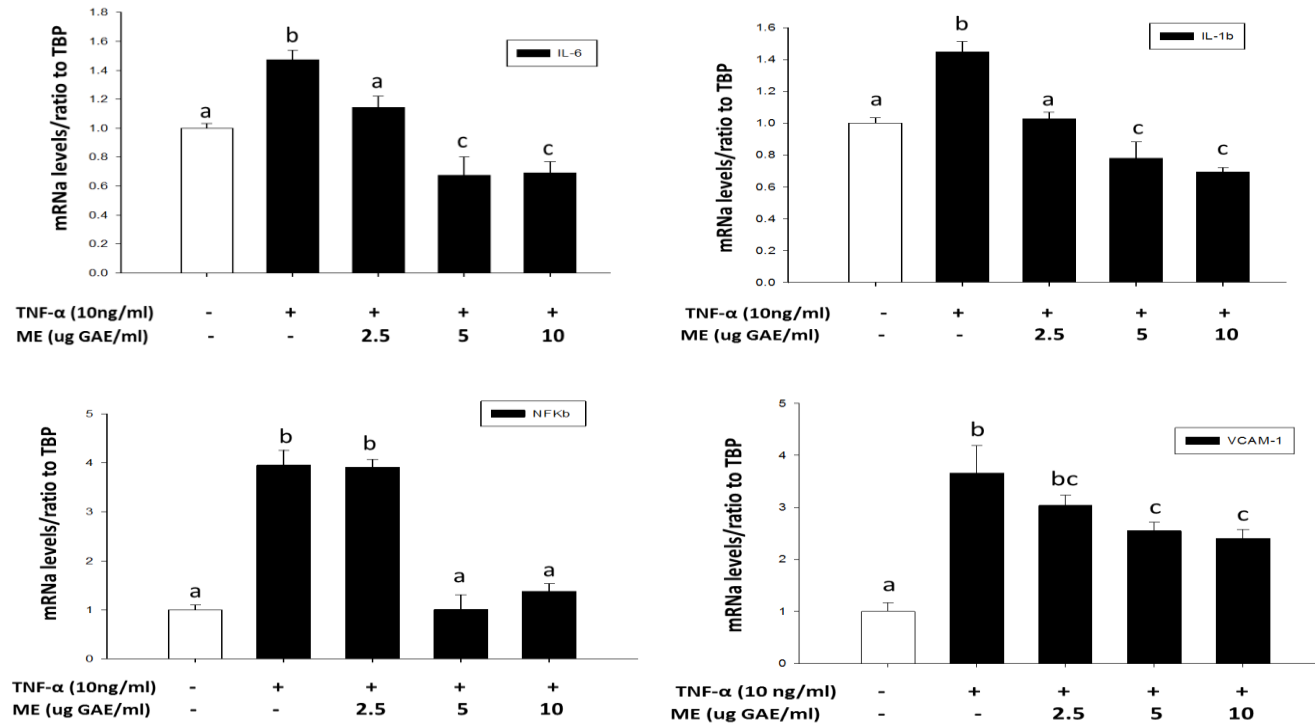 mRNa levels/ratio to TBP
1.8
1.6
1.4
1.2
1.0
0.8
0.6
0.4
0.2
0.0
a
b
a
c
c
IL-6
TNF-α (10ng/ml) - + + + +
ME (ug GAE/ml) - - 2.5 5 10
mRNa levels/ratio to TBP
1.6
1.4
1.2
1.0
0.8
0.6
0.4
0.2
0.0
a
b
a
c
c
IL-1b
TNF-α (10ng/ml) - + + + +
ME (ug GAE/ml) - - 2.5 5 10
mRNa levels/ratio to TBP
5
4
3
2
1
0
a
b
b
a
a
NFKb
TNF-α (10ng/ml) - + + + +
ME (ug GAE/ml) - - 2.5 5 10
mRNa levels/ratio to TBP
5
4
3
2
1
0
a
b
bc
c
c
VCAM-1
TNF-α (10 ng/ml) - + + + +
ME (ug GAE/ml) - - 2.5 5 10